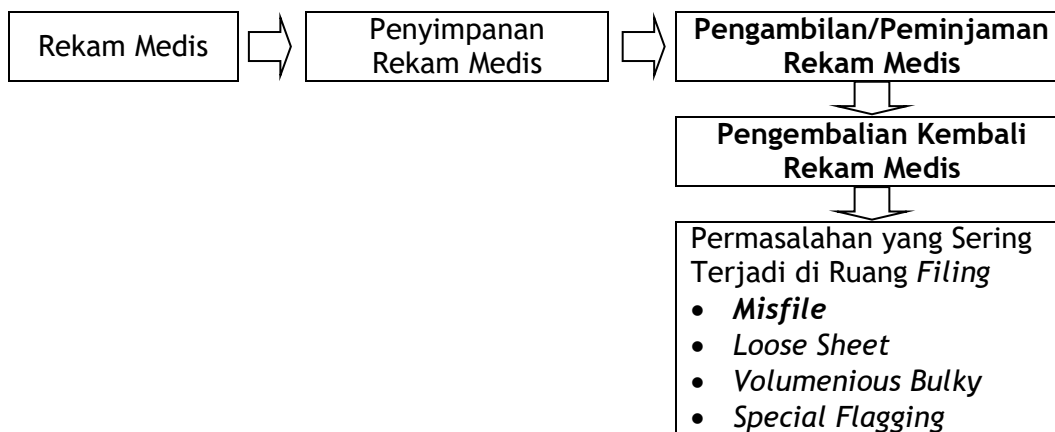 Rekam Medis
Penyimpanan
Rekam Medis
Pengambilan/Peminjaman
Rekam Medis
Pengembalian Kembali
Rekam Medis
Permasalahan yang Sering
Terjadi di Ruang Filing
• Misfile
• Loose Sheet
• Volumenious Bulky
• Special Flagging